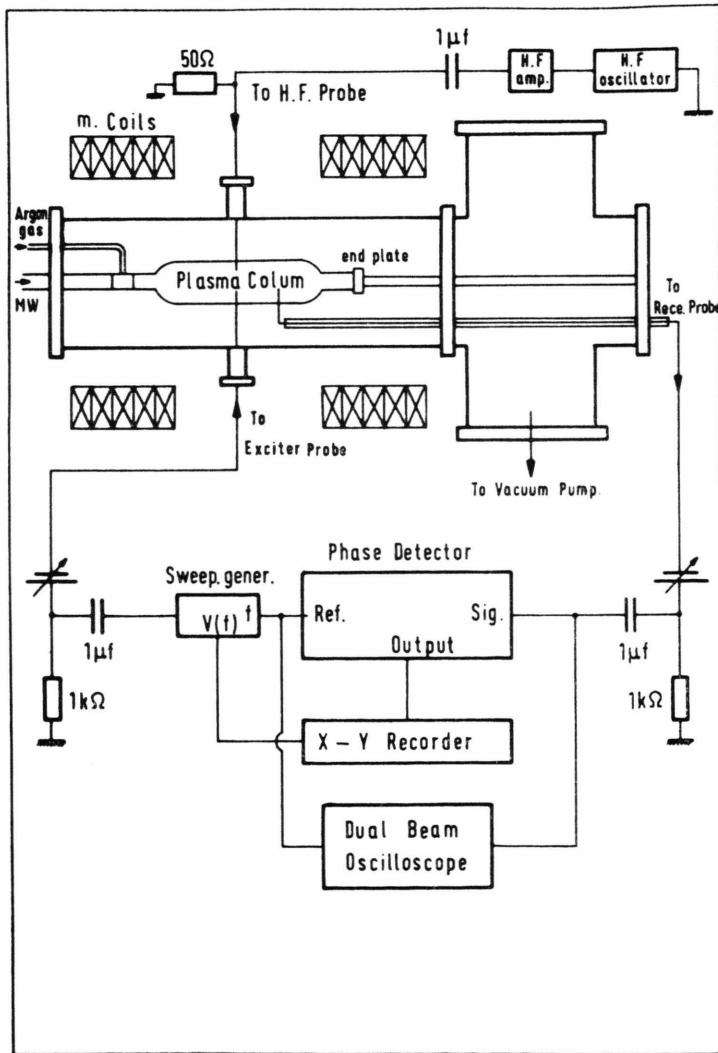 1µf
50Ω
H.F
amp.
H.F
oscillator
To H.F. Probe
m. Coils
Argon
gas
end plate
Plasma Colum
MW
To
Rece. Probe
To
Exciter Probe
To Vacuum Pump.
Phase Detector
Sweep. gener.
V(f) f
Ref.
Sig.
Output
1µf
1µf
1kΩ
1kΩ
X - Y Recorder
Dual Beam
Oscilloscope